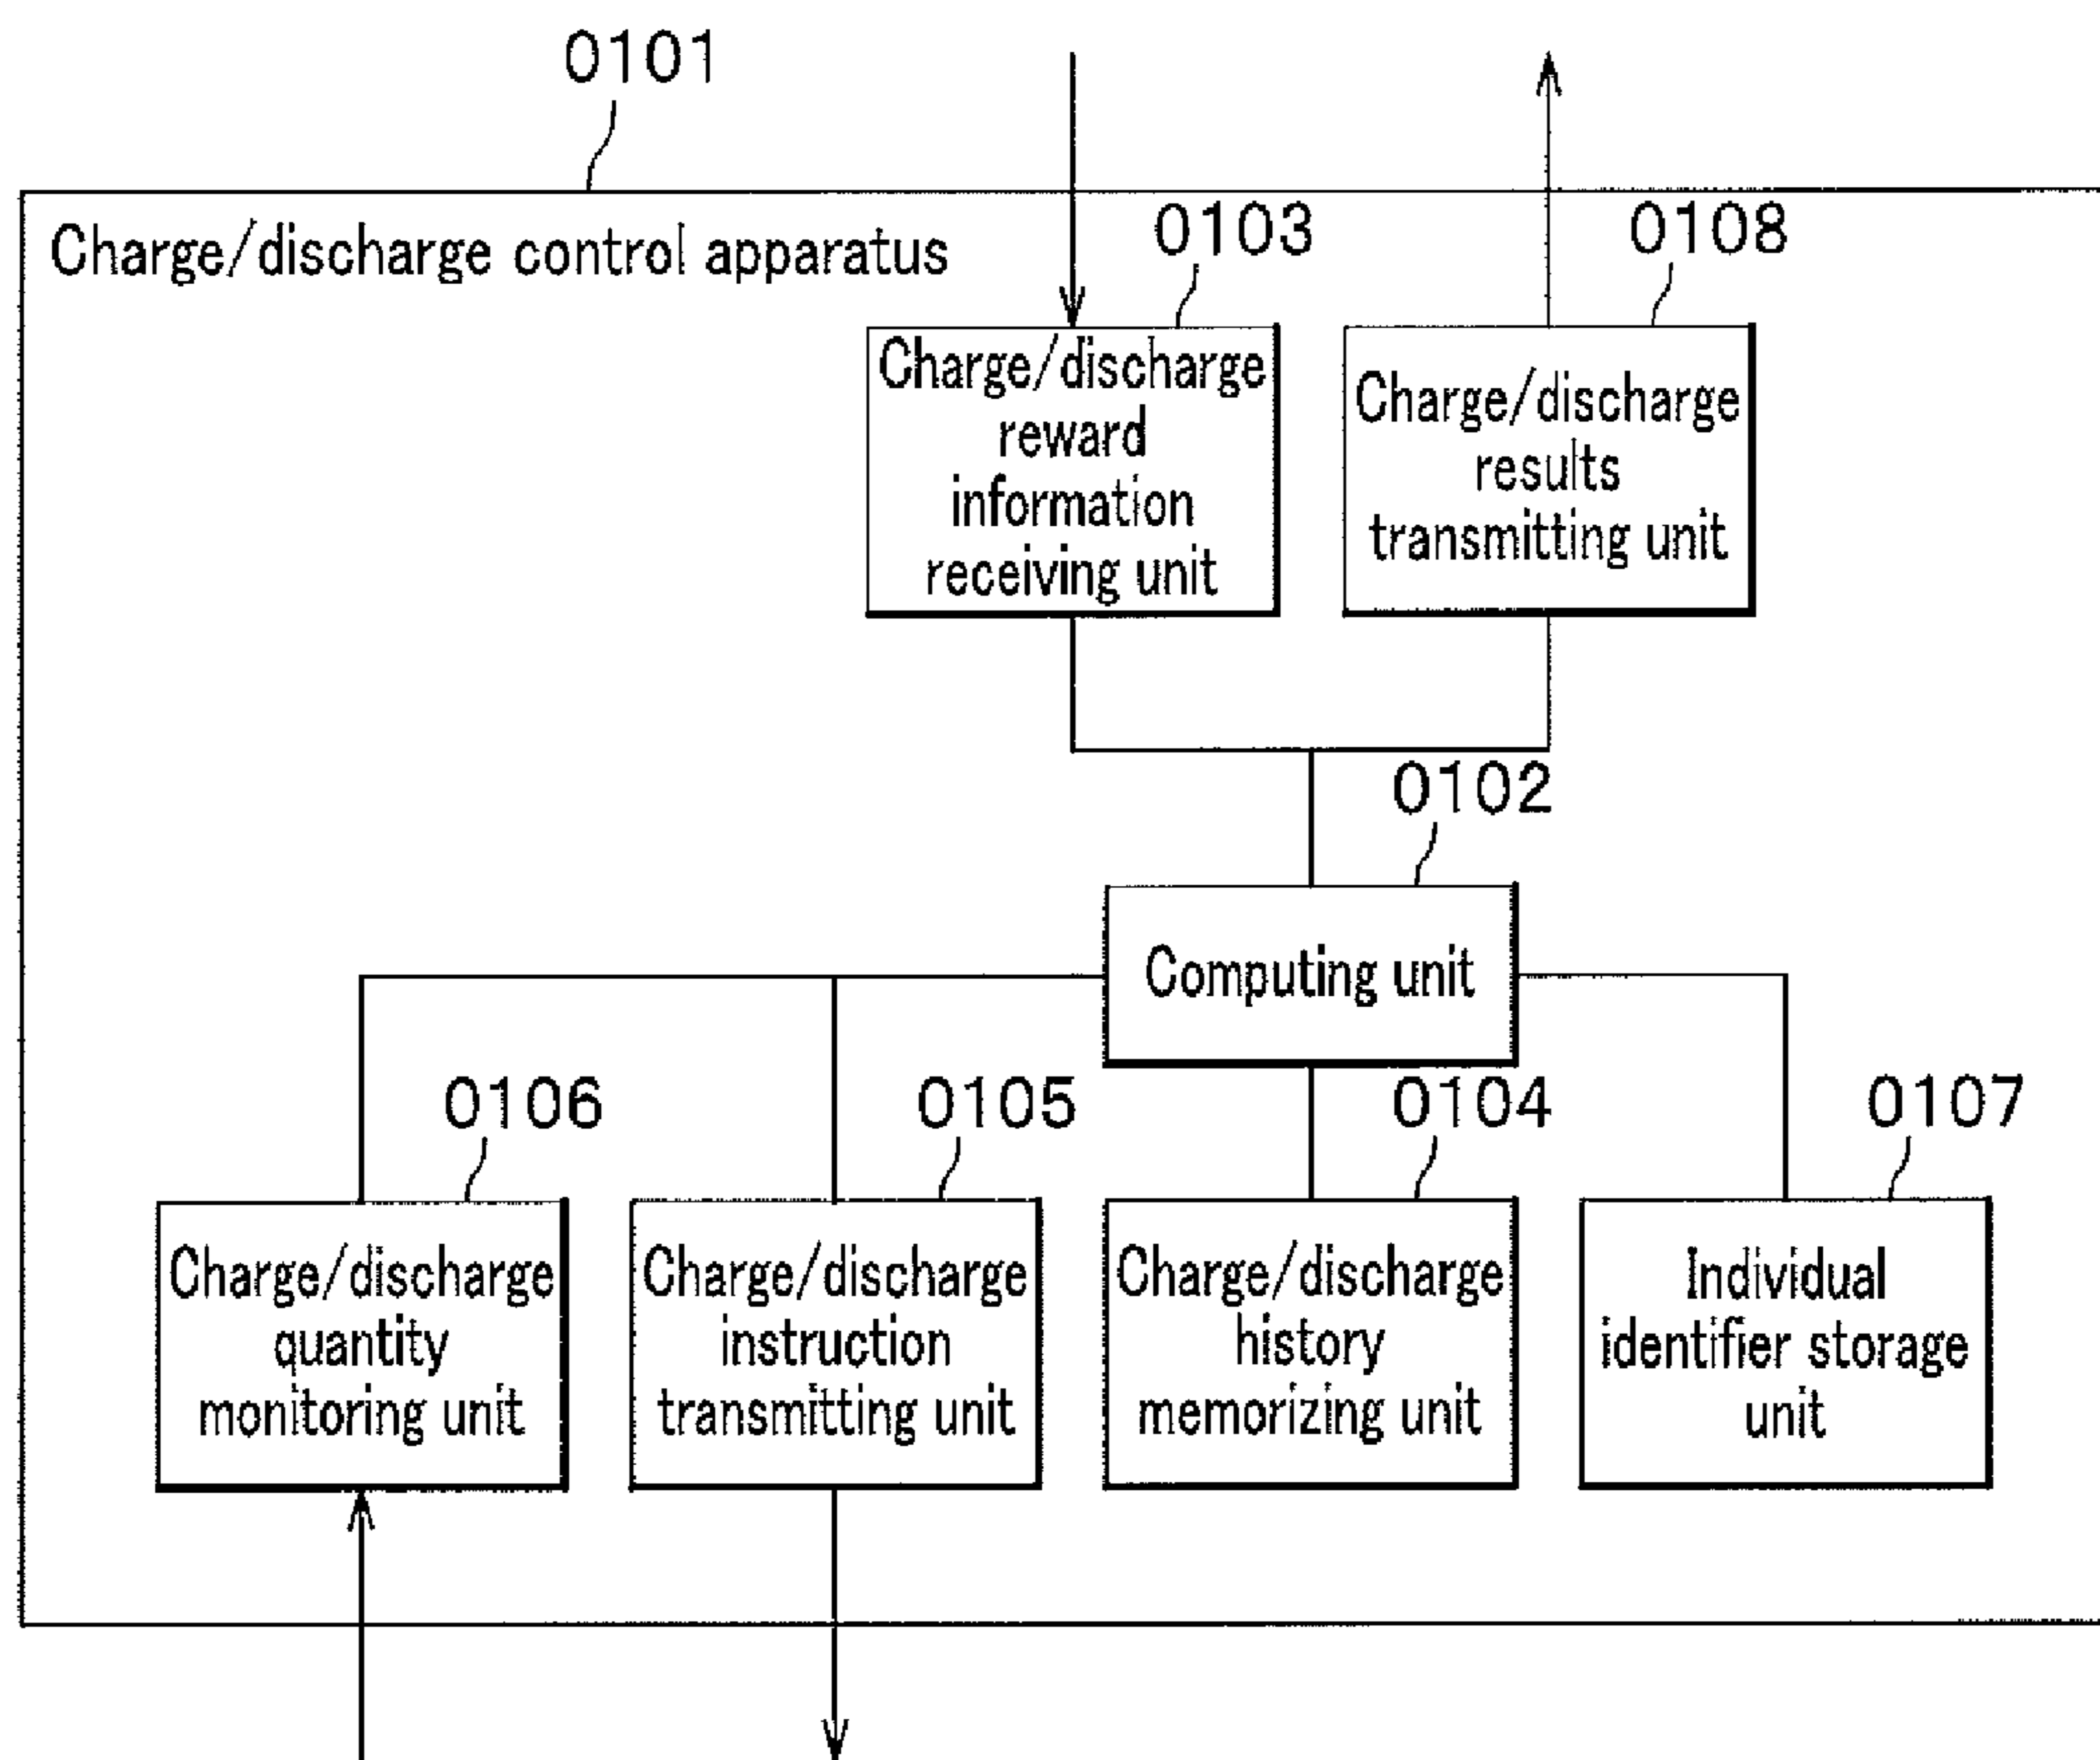 0101
Charge/discharge control apparatus
0103
0108
Charge/discharge
reward
information
receiving unit
Charge/discharge
results
transmitting unit
0102
Computing unit
0106
0105
0104
0107
Charge/discharge
quantity
monitoring unit
Charge/discharge
instruction
transmitting unit
Charge/discharge
history
memorizing unit
Individual
identifier storage
unit